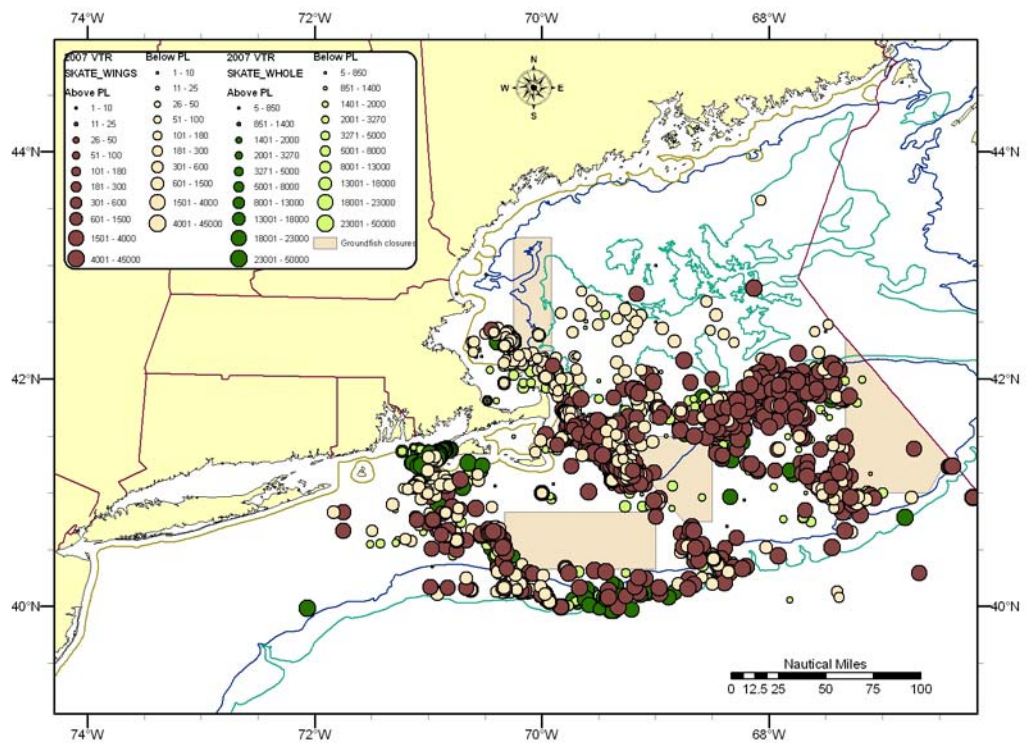 74°W 72°W 70°W 68°W
2007 VTR Below PL 2007 VTR Below PL
SKATE_WINGS 1 - 10 SKATE_WHOLE 5 - 850
Above PL 11 - 25 Above PL 851 - 1400
1 - 10 26 - 50 5 - 850 1401 - 2000
11 - 25 51 - 100 851 - 1400 2001 - 3270
26 - 50 101 - 180 1401 - 2000 3271 - 5000
51 - 100 181 - 300 2001 - 3270 5001 - 8000
101 - 180 301 - 600 3271 - 5000 8001 - 13000
181 - 300 601 - 1500 5001 - 8000 13001 - 18000
301 - 600 1501 - 4000 8001 - 13000 18001 - 23000
601 - 1500 4001 - 45000 13001 - 18000 23001 - 50000
1501 - 4000 18001 - 23000 Groundfish closures
4001 - 45000 23001 - 50000
N
W E
S
44°N 44°N
42°N 42°N
40°N 40°N
Nautical Miles
0 12.5 25 50 75 100
74°W 72°W 70°W 68°W